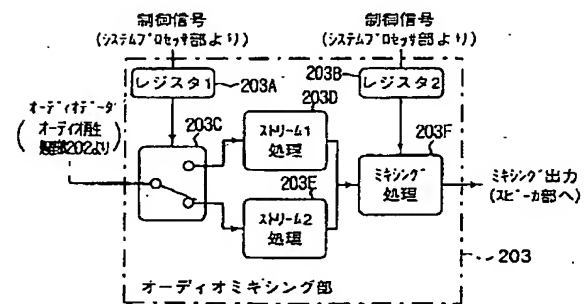 制御信号
(システムプロセッサ部より)
制御信号
(システムプロセッサ部より)
レジスタ1
203A
203B
レジスタ2
オーディオデータ
(オーディオ再生
202より)
203C
203D
ストリーム1
処理
203E
ストリーム2
処理
203F
ミキシング
処理
ミキシング出力
(スピーカ部へ)
203
オーディオミキシング部